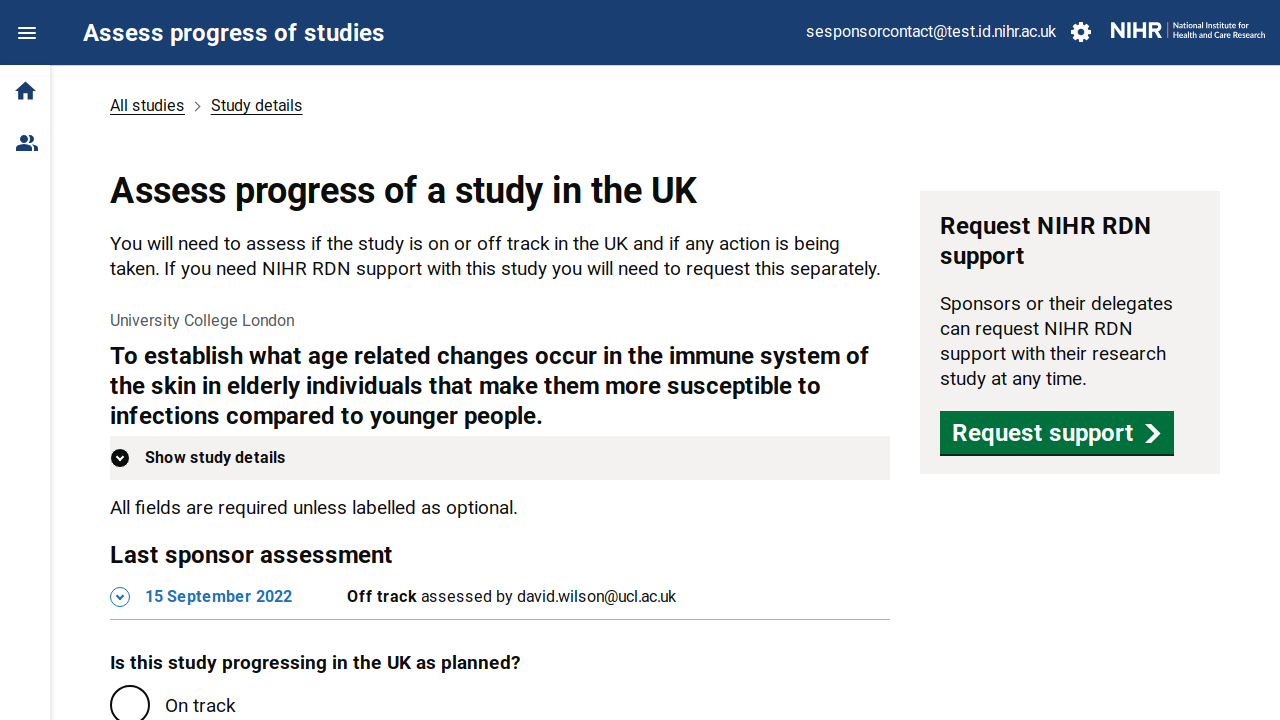 Assess progress of studies
sesponsorcontact@test.id.nihr.ac.uk
NIHR | National Institute for
Health and Care Research
All studies
Study details
Assess progress of a study in the UK
You will need to assess if the study is on or off track in the UK and if any action is being
taken. If you need NIHR RDN support with this study you will need to request this separately.
University College London
To establish what age related changes occur in the immune system of
the skin in elderly individuals that make them more susceptible to
infections compared to younger people.
Show study details
All fields are required unless labelled as optional.
Last sponsor assessment
15 September 2022
Off track assessed by david.wilson@ucl.ac.uk
Is this study progressing in the UK as planned?
On track
Request NIHR RDN
support
Sponsors or their delegates
can request NIHR RDN
support with their research
study at any time.
Request support